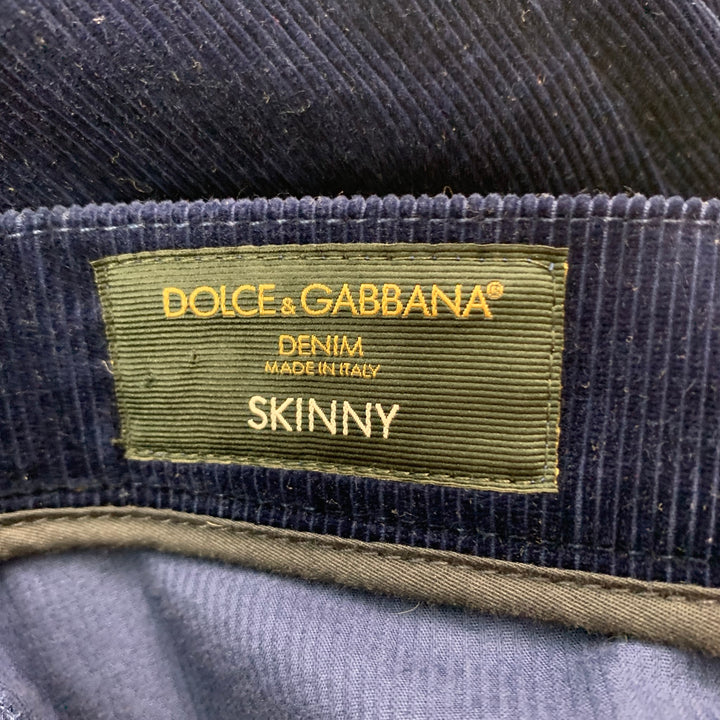 DOLCE & GABBANA®
DENIM
MADE IN ITALY
SKINNY